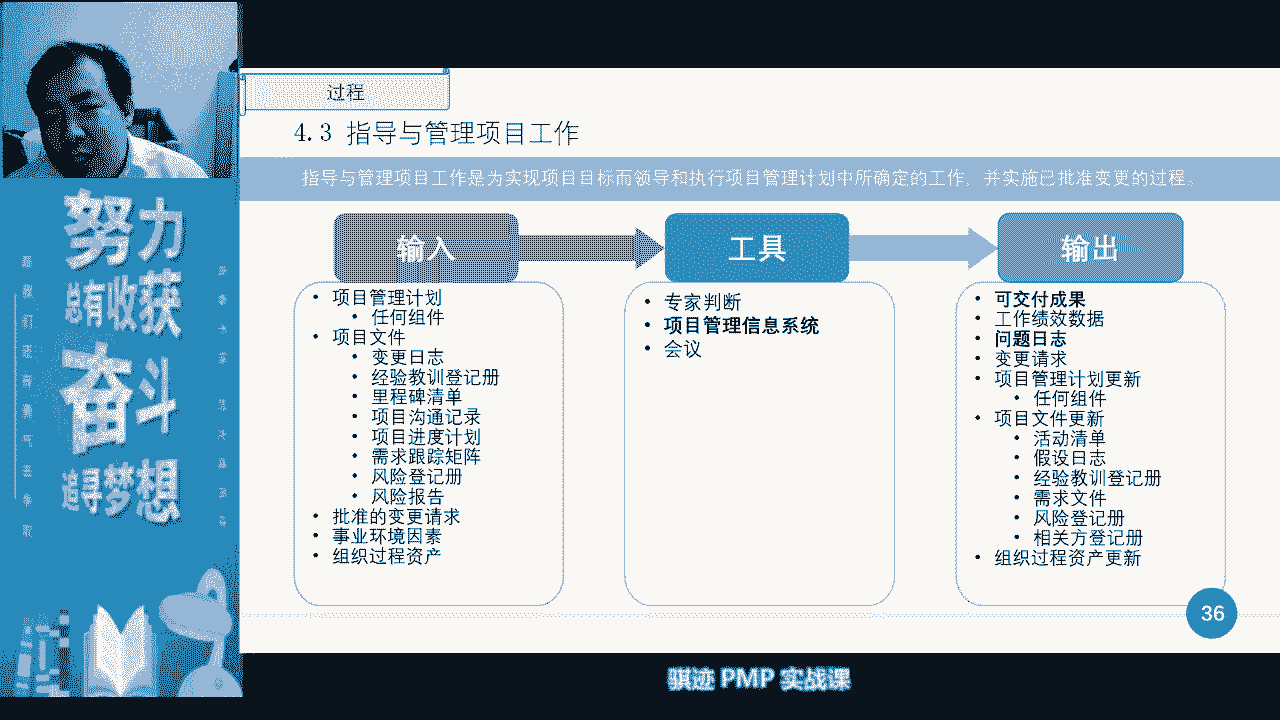 过程
4.3 指导与管理项目工作
指导与管理项目工作是为实现项目目标而领导和执行项目管理计划中所确定的工作，并实施已批准变更的过程。
输入
项目管理计划
任何组件
项目文件
变更日志
经验教训登记册
里程碑清单
项目沟通记录
项目进度计划
需求跟踪矩阵
风险登记册
风险报告
批准的变更请求
事业环境因素
组织过程资产
工具
专家判断
项目管理信息系统
会议
输出
可交付成果
工作绩效数据
问题日志
变更请求
项目管理计划更新
任何组件
项目文件更新
活动清单
假设日志
经验教训登记册
需求文件
风险登记册
相关方登记册
组织过程资产更新
36
努力
总有收获
奋斗
追寻梦想
骐迹 PMP 实战课